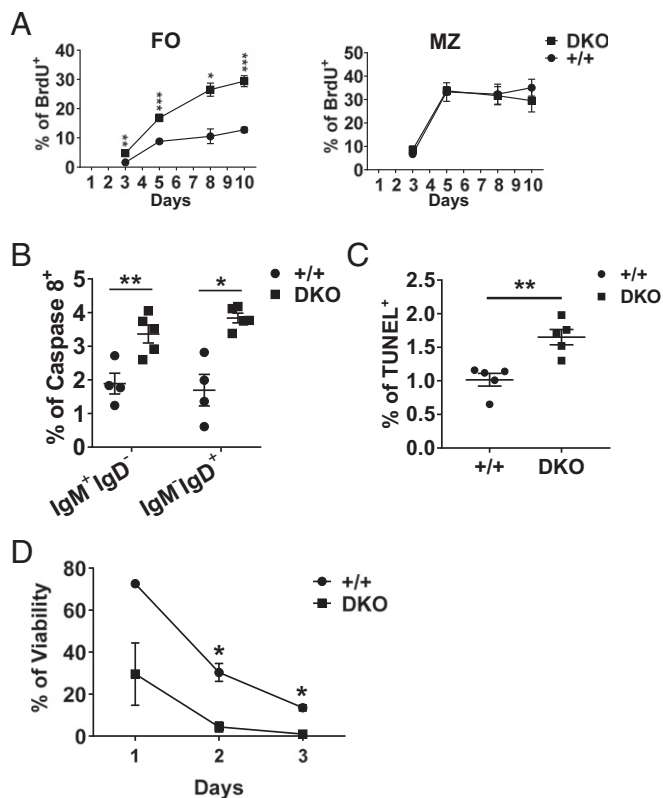 A
FO
% of BrdU⁺
50
40
30
20
10
0
**
***
*
***
1 2 3 4 5 6 7 8 9 10
Days
MZ
% of BrdU⁺
50
40
30
20
10
0
1 2 3 4 5 6 7 8 9 10
Days
DKO
+/+
B
% of Caspase 8⁺
5
4
3
2
1
0
**
*
+/+
DKO
IgM⁺IgD⁻
IgM⁻IgD⁺
C
% of TUNEL⁺
2.5
2.0
1.5
1.0
0.5
0.0
**
+/+
DKO
+/+ DKO
D
% of Viability
80
60
40
20
0
*
*
+/+
DKO
1 2 3
Days